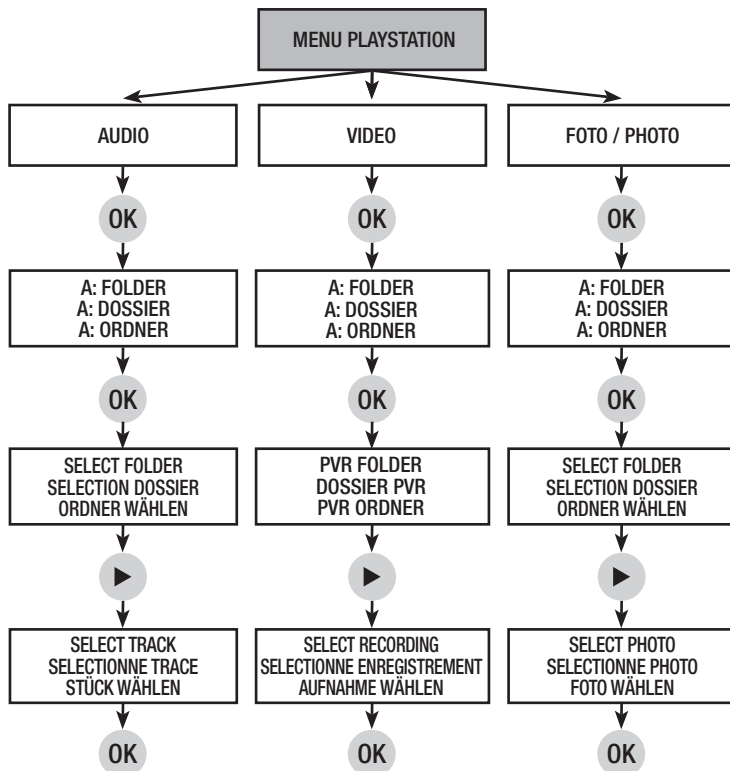 MENU PLAYSTATION
AUDIO
VIDEO
FOTO / PHOTO
OK
OK
OK
A: FOLDER
A: DOSSIER
A: ORDNER
A: FOLDER
A: DOSSIER
A: ORDNER
A: FOLDER
A: DOSSIER
A: ORDNER
OK
OK
OK
SELECT FOLDER
SELECTION DOSSIER
ORDNER WÄHLEN
PVR FOLDER
DOSSIER PVR
PVR ORDNER
SELECT FOLDER
SELECTION DOSSIER
ORDNER WÄHLEN
SELECT TRACK
SELECTIONNE TRACE
STÜCK WÄHLEN
SELECT RECORDING
SELECTIONNE ENREGISTREMENT
AUFNAHME WÄHLEN
SELECT PHOTO
SELECTIONNE PHOTO
FOTO WÄHLEN
OK
OK
OK